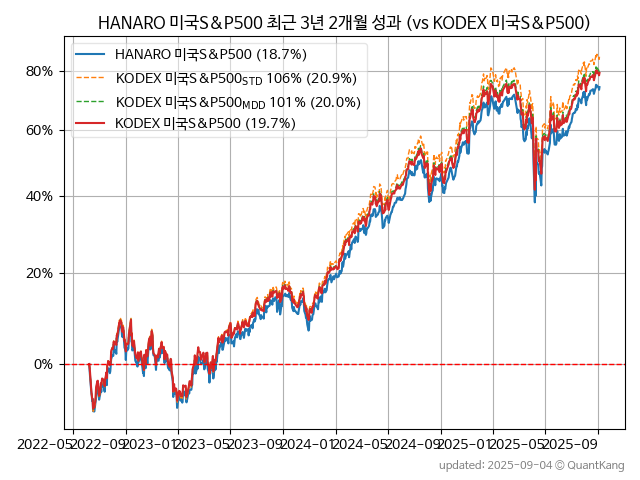 HANARO 미국S&P500 최근 3년 2개월 성과 (vs KODEX 미국S&P500)
HANARO 미국S&P500 (18.7%)
KODEX 미국S&P500STD 106% (20.9%)
KODEX 미국S&P500MDD 101% (20.0%)
KODEX 미국S&P500 (19.7%)
80%
60%
40%
20%
0%
2022-05 2022-09 2023-01 2023-05 2023-09 2024-01 2024-05 2024-09 2025-01 2025-05 2025-09
updated: 2025-09-04 © QuantKang